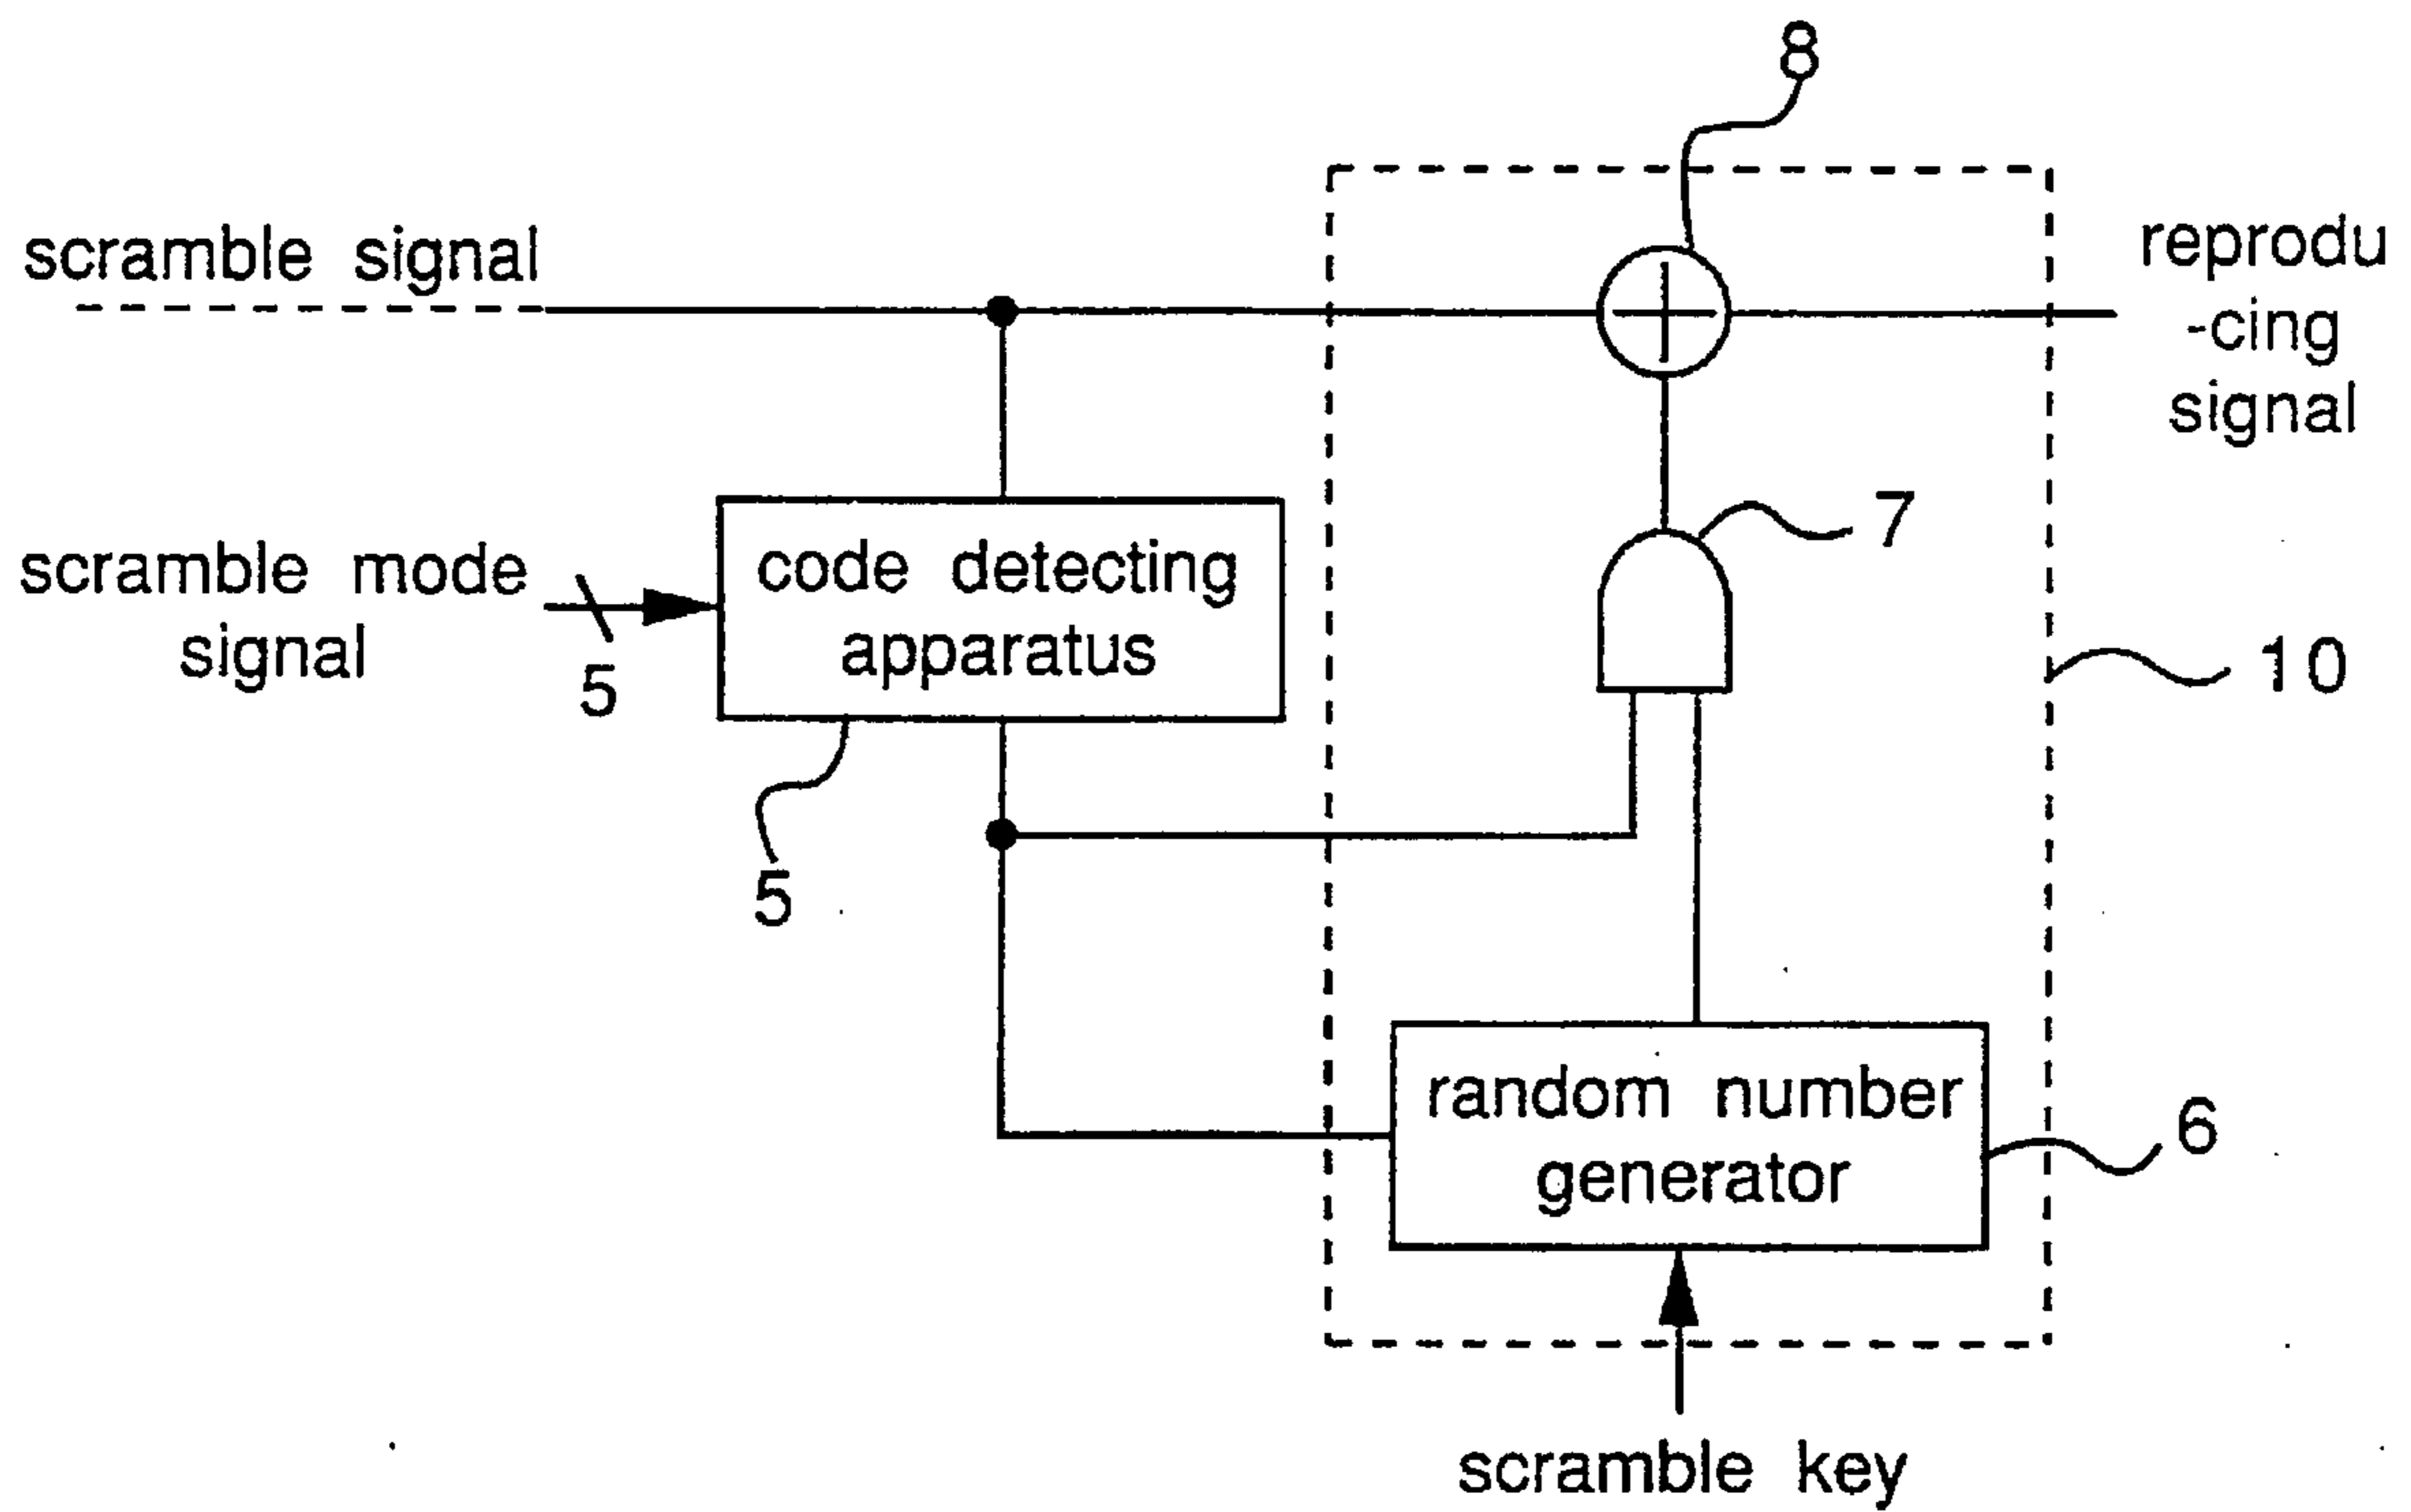 8
scramble signal
reprodu
-cing
signal
scramble mode
signal
5
code detecting
apparatus
7
10
5
random number
generator
6
scramble key